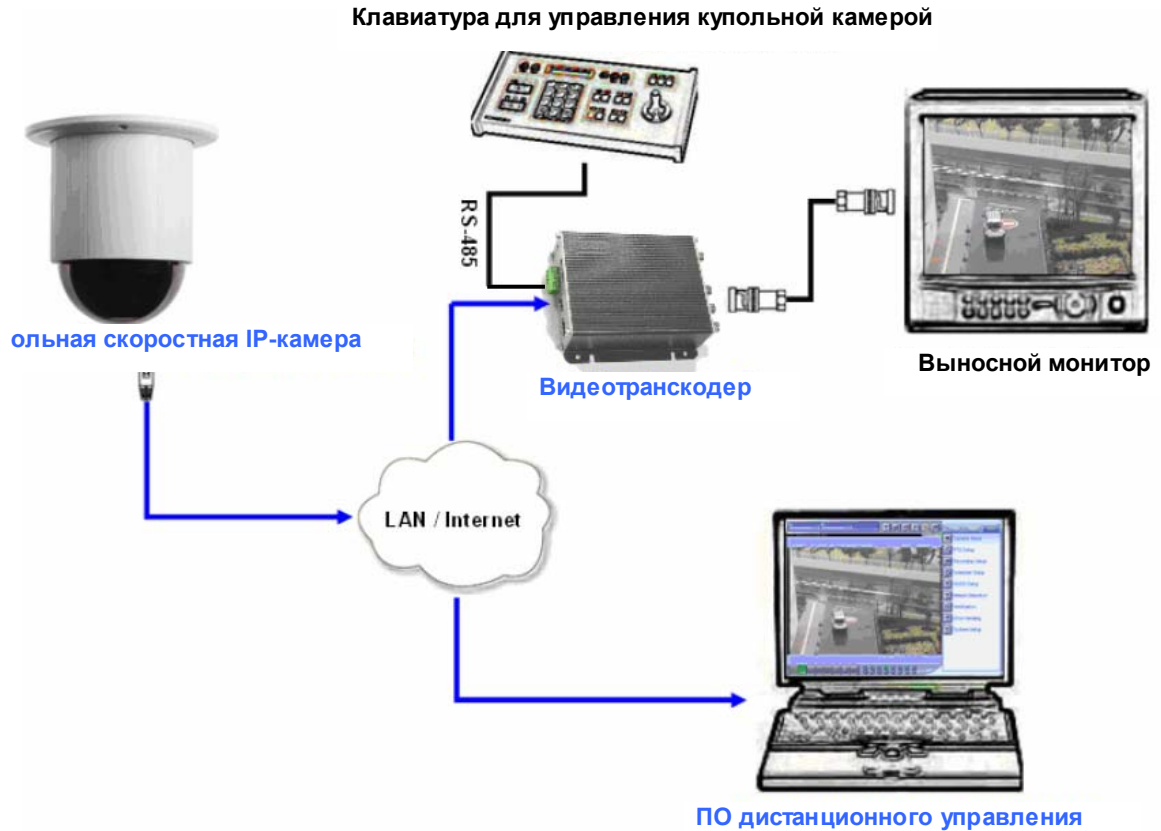 Клавиатура для управления купольной камерой
RS-485
ольная скоростная IP-камера
Видеотранскодер
Выносной монитор
LAN / Internet
ПО дистанционного управления